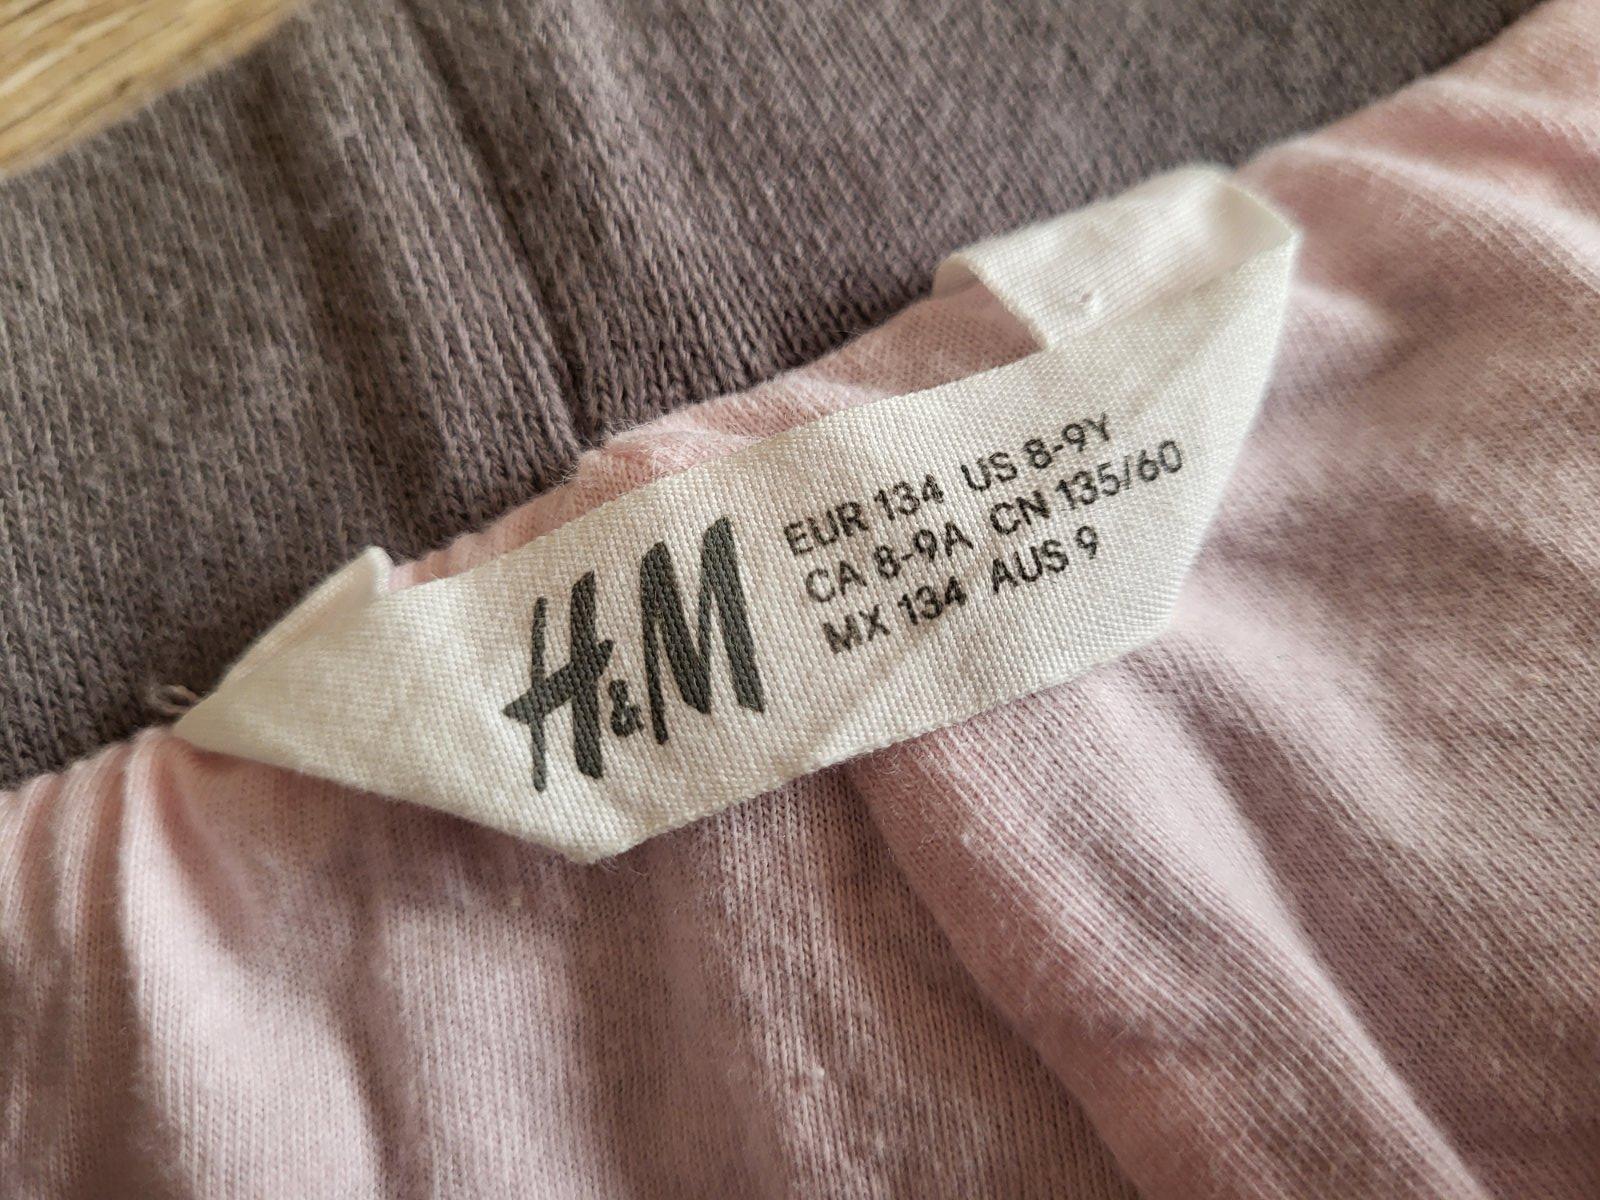 H&M
EUR 134 US 8-9Y
CA 8-9A CN 135/60
MX 134 AUS 9